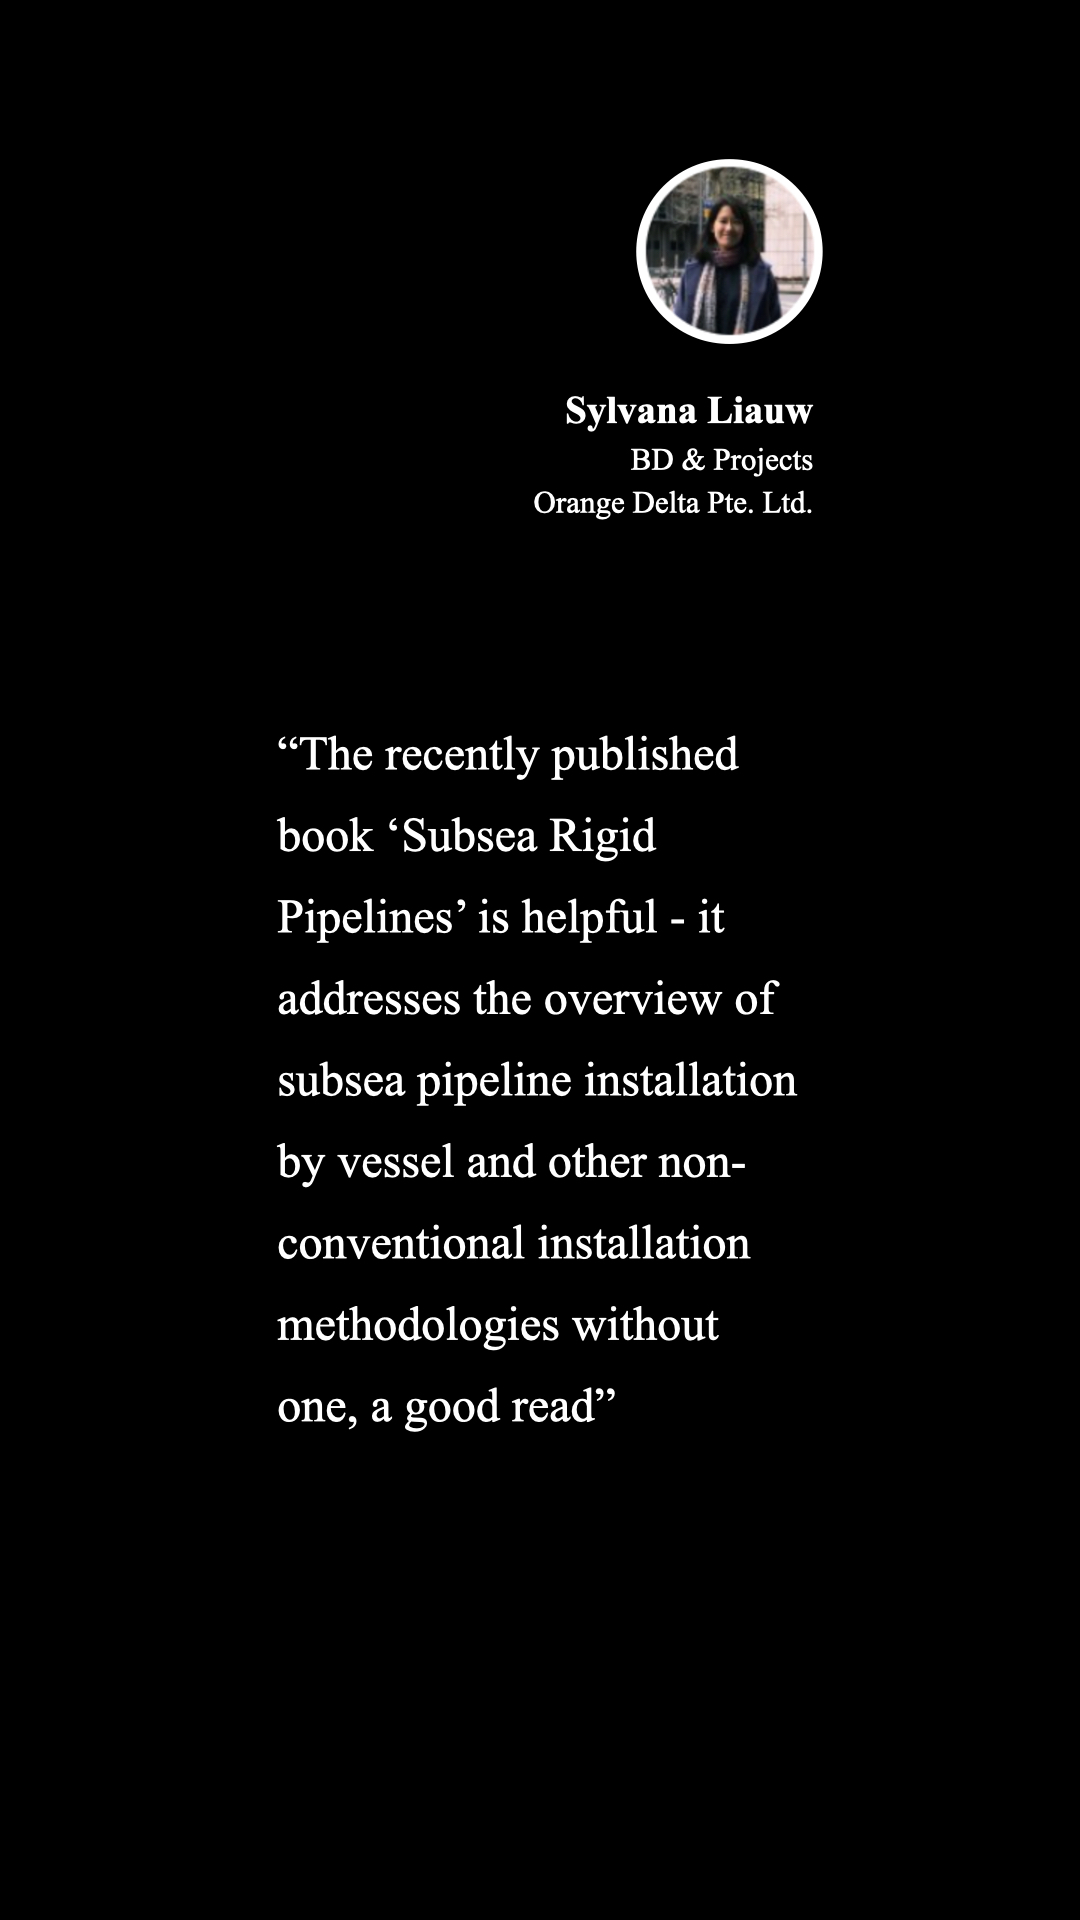 Sylvana Liauw
BD & Projects
Orange Delta Pte. Ltd.
“The recently published
book ‘Subsea Rigid
Pipelines’ is helpful - it
addresses the overview of
subsea pipeline installation
by vessel and other non-
conventional installation
methodologies without
one, a good read”